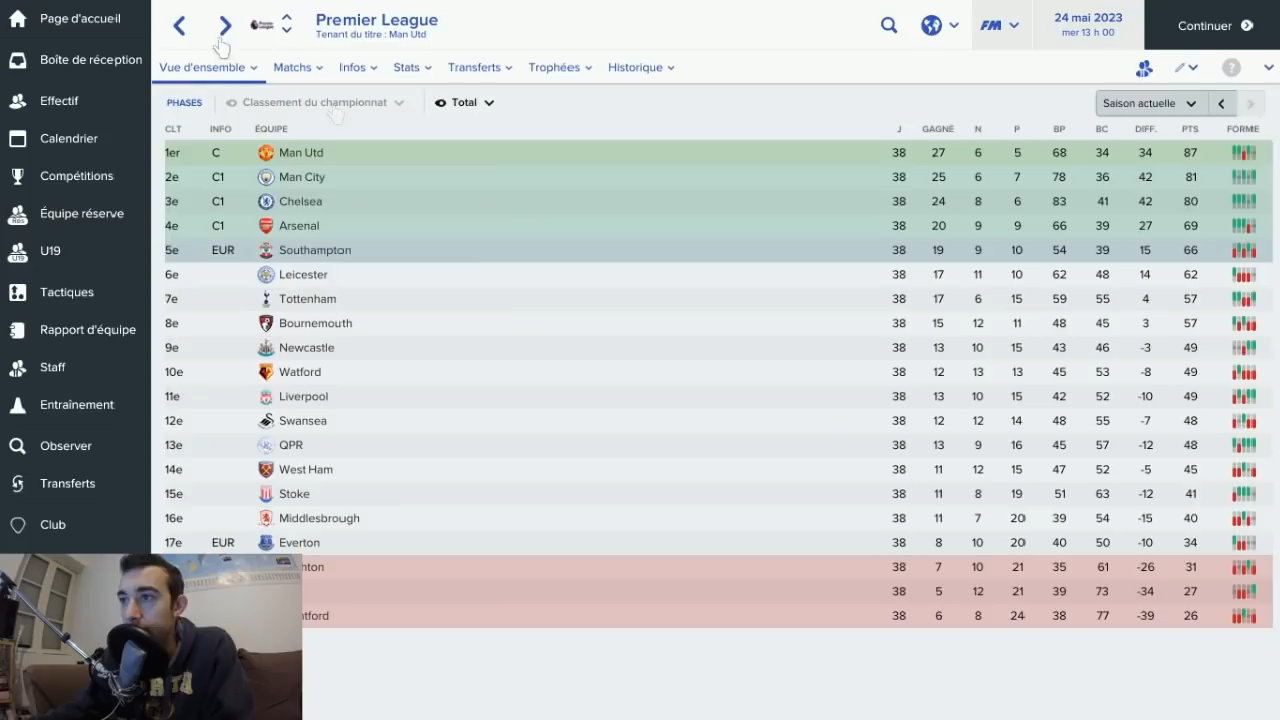 Page d'accueil
Boîte de réception
Effectif
Calendrier
Compétitions
Équipe réserve
U19
Tactiques
Rapport d'équipe
Staff
Entraînement
Observer
Transferts
Club
Premier League
Tenant du titre : Man Utd
FM
24 mai 2023
mer 13 h 00
Continuer
Vue d'ensemble Matchs Infos Stats Transferts Trophées Historique
PHASES Classement du championnat Total Saison actuelle
CLT INFO ÉQUIPE J GAGNÉ N P BP BC DIFF. PTS FORME
1er C Man Utd 38 27 6 5 68 34 34 87
2e C1 Man City 38 25 6 7 78 36 42 81
3e C1 Chelsea 38 24 8 6 83 41 42 80
4e C1 Arsenal 38 20 9 9 66 39 27 69
5e EUR Southampton 38 19 9 10 54 39 15 66
6e Leicester 38 17 11 10 62 48 14 62
7e Tottenham 38 17 6 15 59 55 4 57
8e Bournemouth 38 15 12 11 48 45 3 57
9e Newcastle 38 13 10 15 43 46 -3 49
10e Watford 38 12 13 13 45 53 -8 49
11e Liverpool 38 13 10 15 42 52 -10 49
12e Swansea 38 12 12 14 48 55 -7 48
13e QPR 38 13 9 16 45 57 -12 48
14e West Ham 38 11 12 15 47 52 -5 45
15e Stoke 38 11 8 19 51 63 -12 41
16e Middlesbrough 38 11 7 20 39 54 -15 40
17e EUR Everton 38 8 10 20 40 50 -10 34
nton 38 7 10 21 35 61 -26 31
38 5 12 21 39 73 -34 27
ntford 38 6 8 24 38 77 -39 26